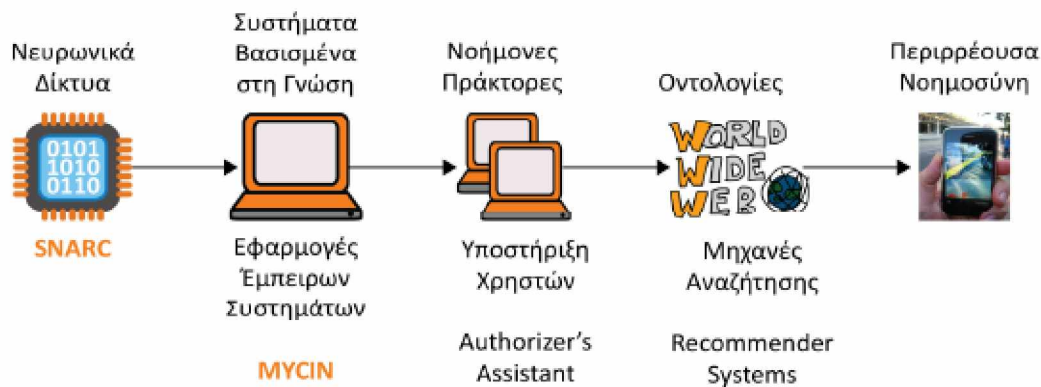 Νευρωνικά
Δίκτυα
0101
1010
0110
SNARC
Συστήματα
Βασισμένα
στη Γνώση
Εφαρμογές
Έμπειρων
Συστημάτων
MYCIN
Νοήμονες
Πράκτορες
Υποστήριξη
Χρηστών
Authorizer's
Assistant
Οντολογίες
WORLD
WIDE
WEB
Μηχανές
Αναζήτησης
Recommender
Systems
Περιρρέουσα
Νοημοσύνη